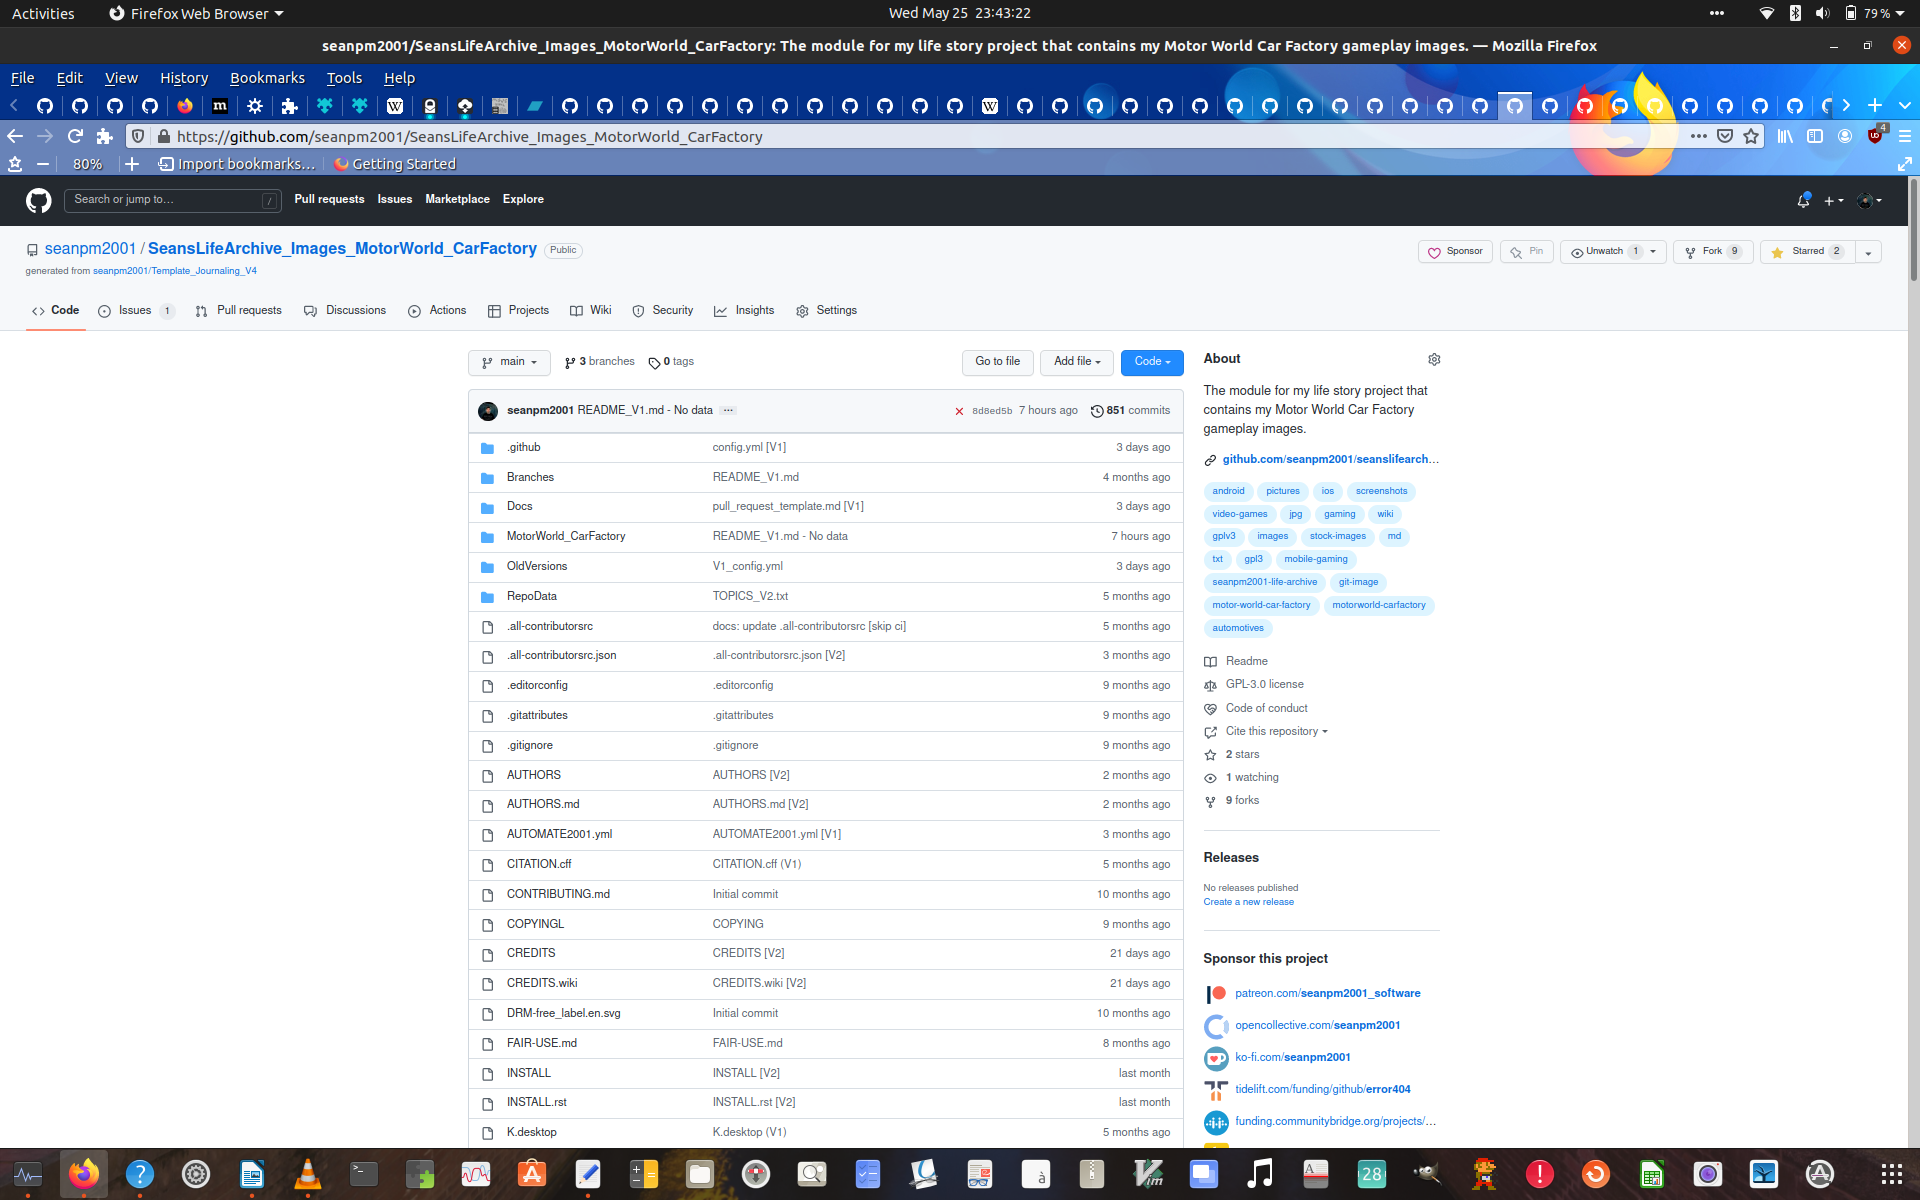 Activities Firefox Web Browser Wed May 25 23:43:22 79 %
seanpm2001/SeansLifeArchive_Images_MotorWorld_CarFactory: The module for my life story project that contains my Motor World Car Factory gameplay images. — Mozilla Firefox
File Edit View History Bookmarks Tools Help
https://github.com/seanpm2001/SeansLifeArchive_Images_MotorWorld_CarFactory 4
80% Import bookmarks... Getting Started
Search or jump to... / Pull requests Issues Marketplace Explore
seanpm2001 / SeansLifeArchive_Images_MotorWorld_CarFactory Public
Sponsor Pin Unwatch 1 Fork 9 Starred 2
generated from seanpm2001/Template_Journaling_V4
Code Issues 1 Pull requests Discussions Actions Projects Wiki Security Insights Settings
main 3 branches 0 tags Go to file Add file Code
seanpm2001 README_V1.md - No data ... 8d8ed5b 7 hours ago 851 commits
.github config.yml [V1] 3 days ago
Branches README_V1.md 4 months ago
Docs pull_request_template.md [V1] 3 days ago
MotorWorld_CarFactory README_V1.md - No data 7 hours ago
OldVersions V1_config.yml 3 days ago
RepoData TOPICS_V2.txt 5 months ago
.all-contributorsrc docs: update .all-contributorsrc [skip ci] 5 months ago
.all-contributorsrc.json .all-contributorsrc.json [V2] 3 months ago
.editorconfig .editorconfig 9 months ago
.gitattributes .gitattributes 9 months ago
.gitignore .gitignore 9 months ago
AUTHORS AUTHORS [V2] 2 months ago
AUTHORS.md AUTHORS.md [V2] 2 months ago
AUTOMATE2001.yml AUTOMATE2001.yml [V1] 3 months ago
CITATION.cff CITATION.cff (V1) 5 months ago
CONTRIBUTING.md Initial commit 10 months ago
COPYINGL COPYING 9 months ago
CREDITS CREDITS [V2] 21 days ago
CREDITS.wiki CREDITS.wiki [V2] 21 days ago
DRM-free_label.en.svg Initial commit 10 months ago
FAIR-USE.md FAIR-USE.md 8 months ago
INSTALL INSTALL [V2] last month
INSTALL.rst INSTALL.rst [V2] last month
K.desktop K.desktop (V1) 5 months ago
About
The module for my life story project that
contains my Motor World Car Factory
gameplay images.
github.com/seanpm2001/seanslifearch...
android pictures ios screenshots
video-games jpg gaming wiki
gplv3 images stock-images md
txt gpl3 mobile-gaming
seanpm2001-life-archive git-image
motor-world-car-factory motorworld-carfactory
automotives
Readme
GPL-3.0 license
Code of conduct
Cite this repository
2 stars
1 watching
9 forks
Releases
No releases published
Create a new release
Sponsor this project
patreon.com/seanpm2001_software
opencollective.com/seanpm2001
ko-fi.com/seanpm2001
tidelift.com/funding/github/error404
funding.communitybridge.org/projects/...
28